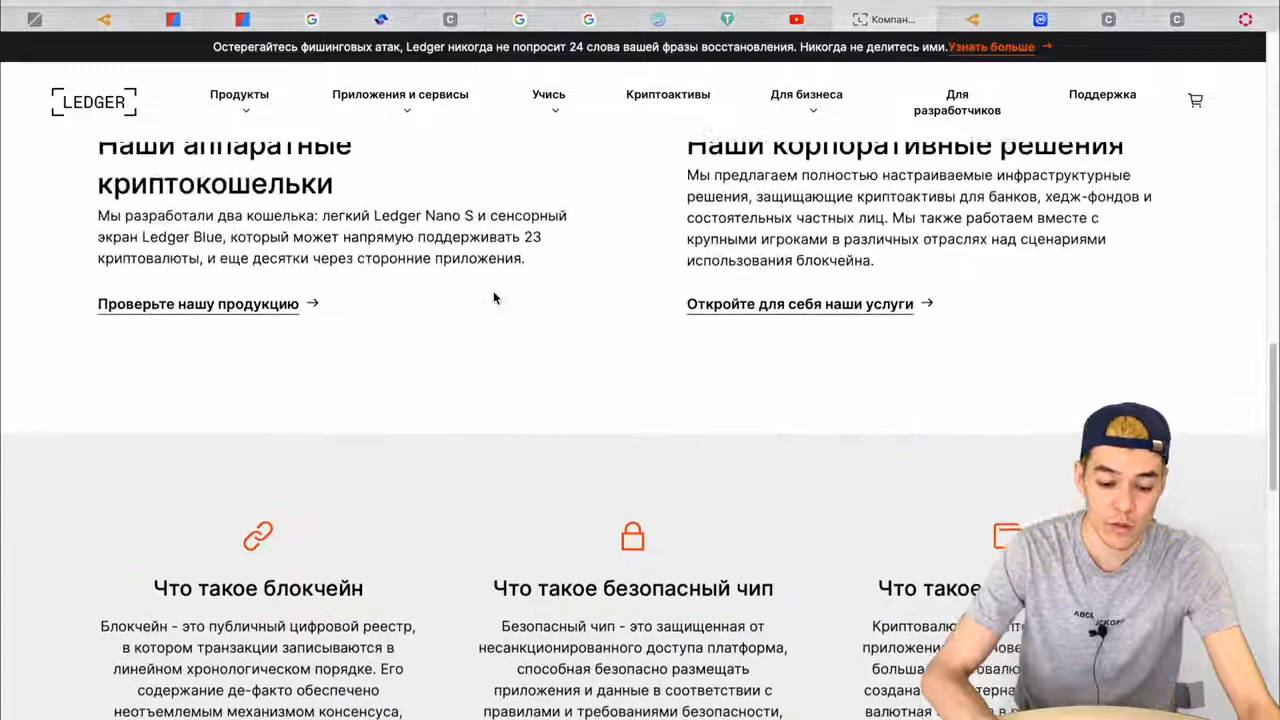 Компан...
Остерегайтесь фишинговых атак, Ledger никогда не попросит 24 слова вашей фразы восстановления. Никогда не делитесь ими.Узнать больше →
LEDGER
Продукты
Приложения и сервисы
Учись
Криптоактивы
Для бизнеса
Для
разработчиков
Поддержка
Наши аппаратные
криптокошельки
Мы разработали два кошелька: легкий Ledger Nano S и сенсорный
экран Ledger Blue, который может напрямую поддерживать 23
криптовалюты, и еще десятки через сторонние приложения.
Проверьте нашу продукцию →
Наши корпоративные решения
Мы предлагаем полностью настраиваемые инфраструктурные
решения, защищающие криптоактивы для банков, хедж-фондов и
состоятельных частных лиц. Мы также работаем вместе с
крупными игроками в различных отраслях над сценариями
использования блокчейна.
Откройте для себя наши услуги →
Что такое блокчейн
Блокчейн - это публичный цифровой реестр,
в котором транзакции записываются в
линейном хронологическом порядке. Его
содержание де-факто обеспечено
неотъемлемым механизмом консенсуса,
Что такое безопасный чип
Безопасный чип - это защищенная от
несанкционированного доступа платформа,
способная безопасно размещать
приложения и данные в соответствии с
правилами и требованиями безопасности,
Что такое